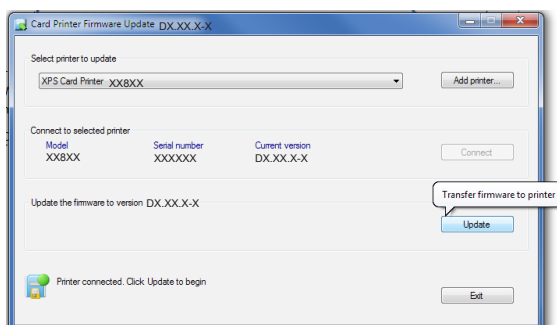 Card Printer Firmware Update DX.XX.X-X
Select printer to update
XPS Card Printer XX8XX
Add printer...
Connect to selected printer
Model Serial number Current version
XX8XX XXXXXX DX.XX.X-X
Connect
Transfer firmware to printer
Update the firmware to version DX.XX.X-X
Update
Printer connected. Click Update to begin
Exit